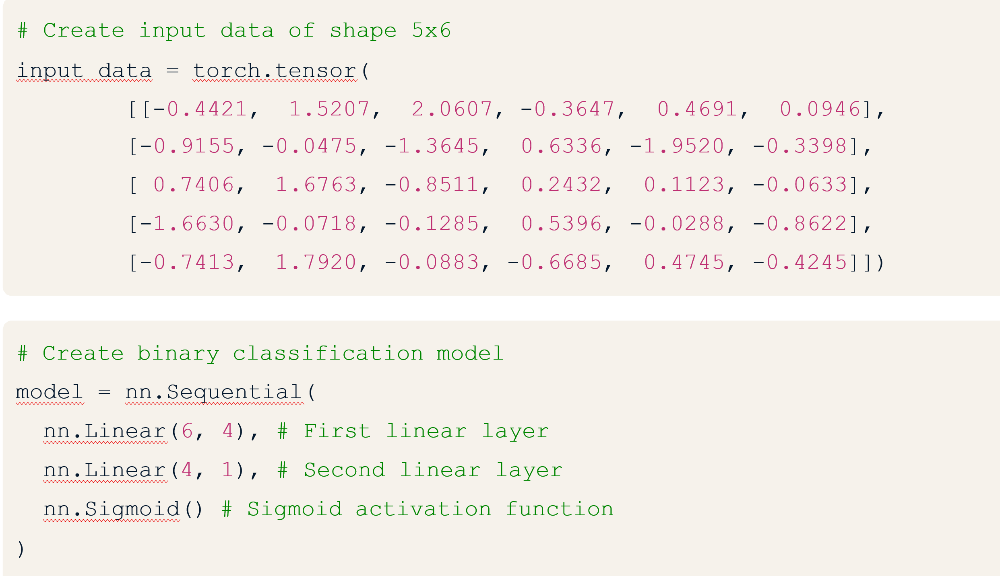 # Create input data of shape 5x6
input_data = torch.tensor(
[[-0.4421, 1.5207, 2.0607, -0.3647, 0.4691, 0.0946],
[-0.9155, -0.0475, -1.3645, 0.6336, -1.9520, -0.3398],
[ 0.7406, 1.6763, -0.8511, 0.2432, 0.1123, -0.0633],
[-1.6630, -0.0718, -0.1285, 0.5396, -0.0288, -0.8622],
[-0.7413, 1.7920, -0.0883, -0.6685, 0.4745, -0.4245]])
# Create binary classification model
model = nn.Sequential(
nn.Linear(6, 4), # First linear layer
nn.Linear(4, 1), # Second linear layer
nn.Sigmoid() # Sigmoid activation function
)